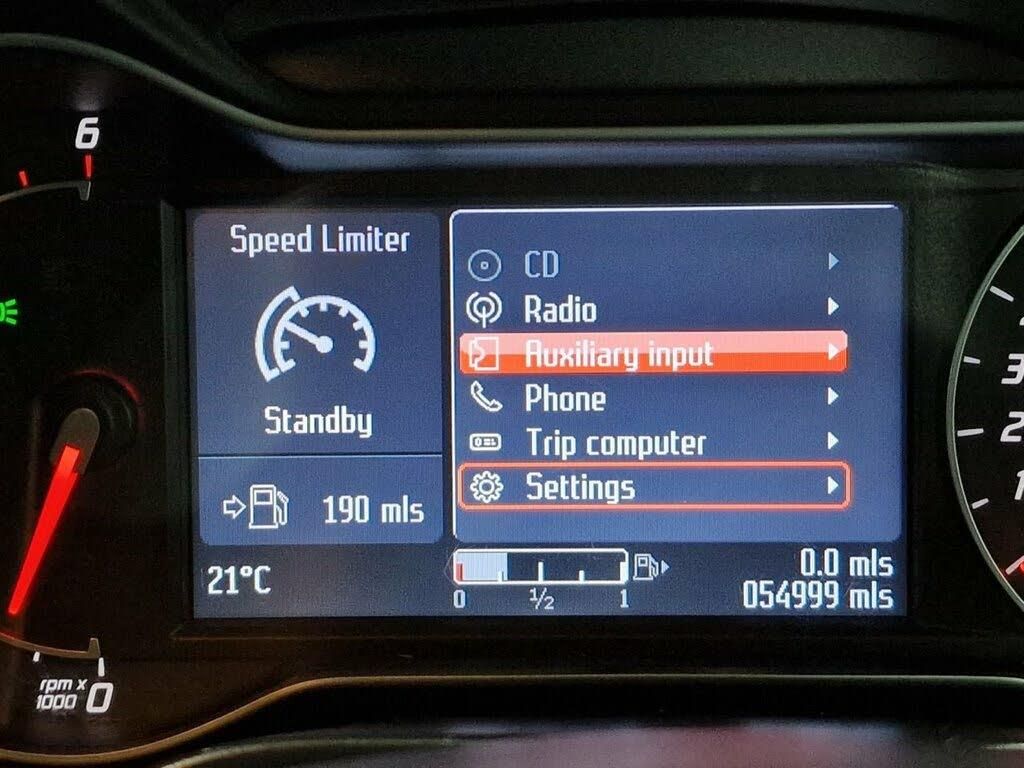 6
Speed Limiter
Standby
190 mls
21°C
CD
Radio
Auxiliary input
Phone
Trip computer
Settings
0 1/2 1
0.0 mls
054999 mls
rpm x
1000 0
3
2
1